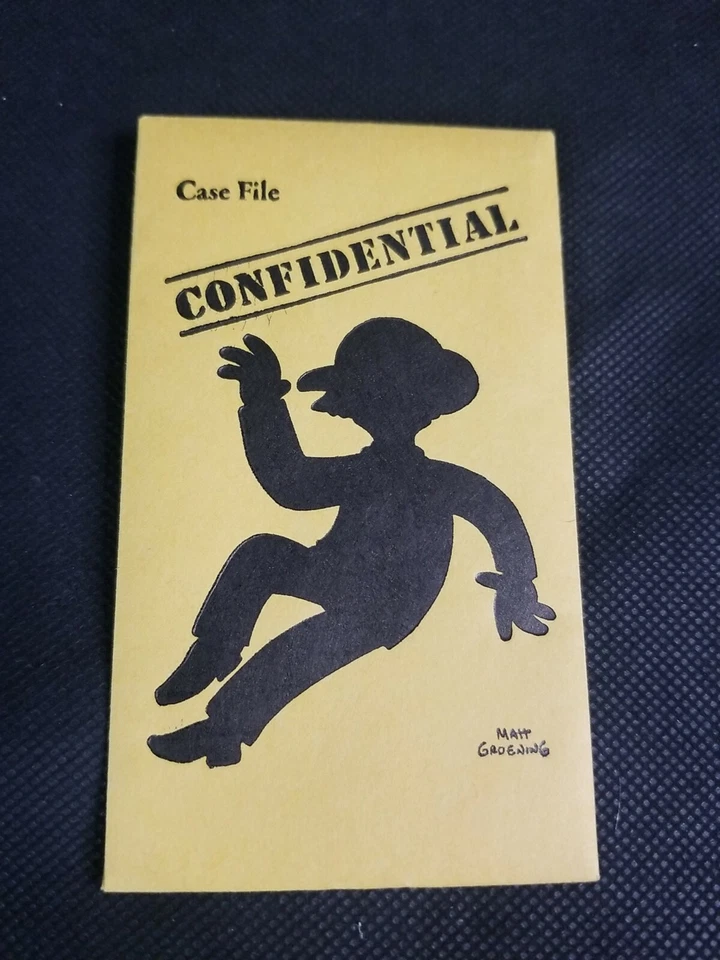 Case File
CONFIDENTIAL
MATT
GROENING